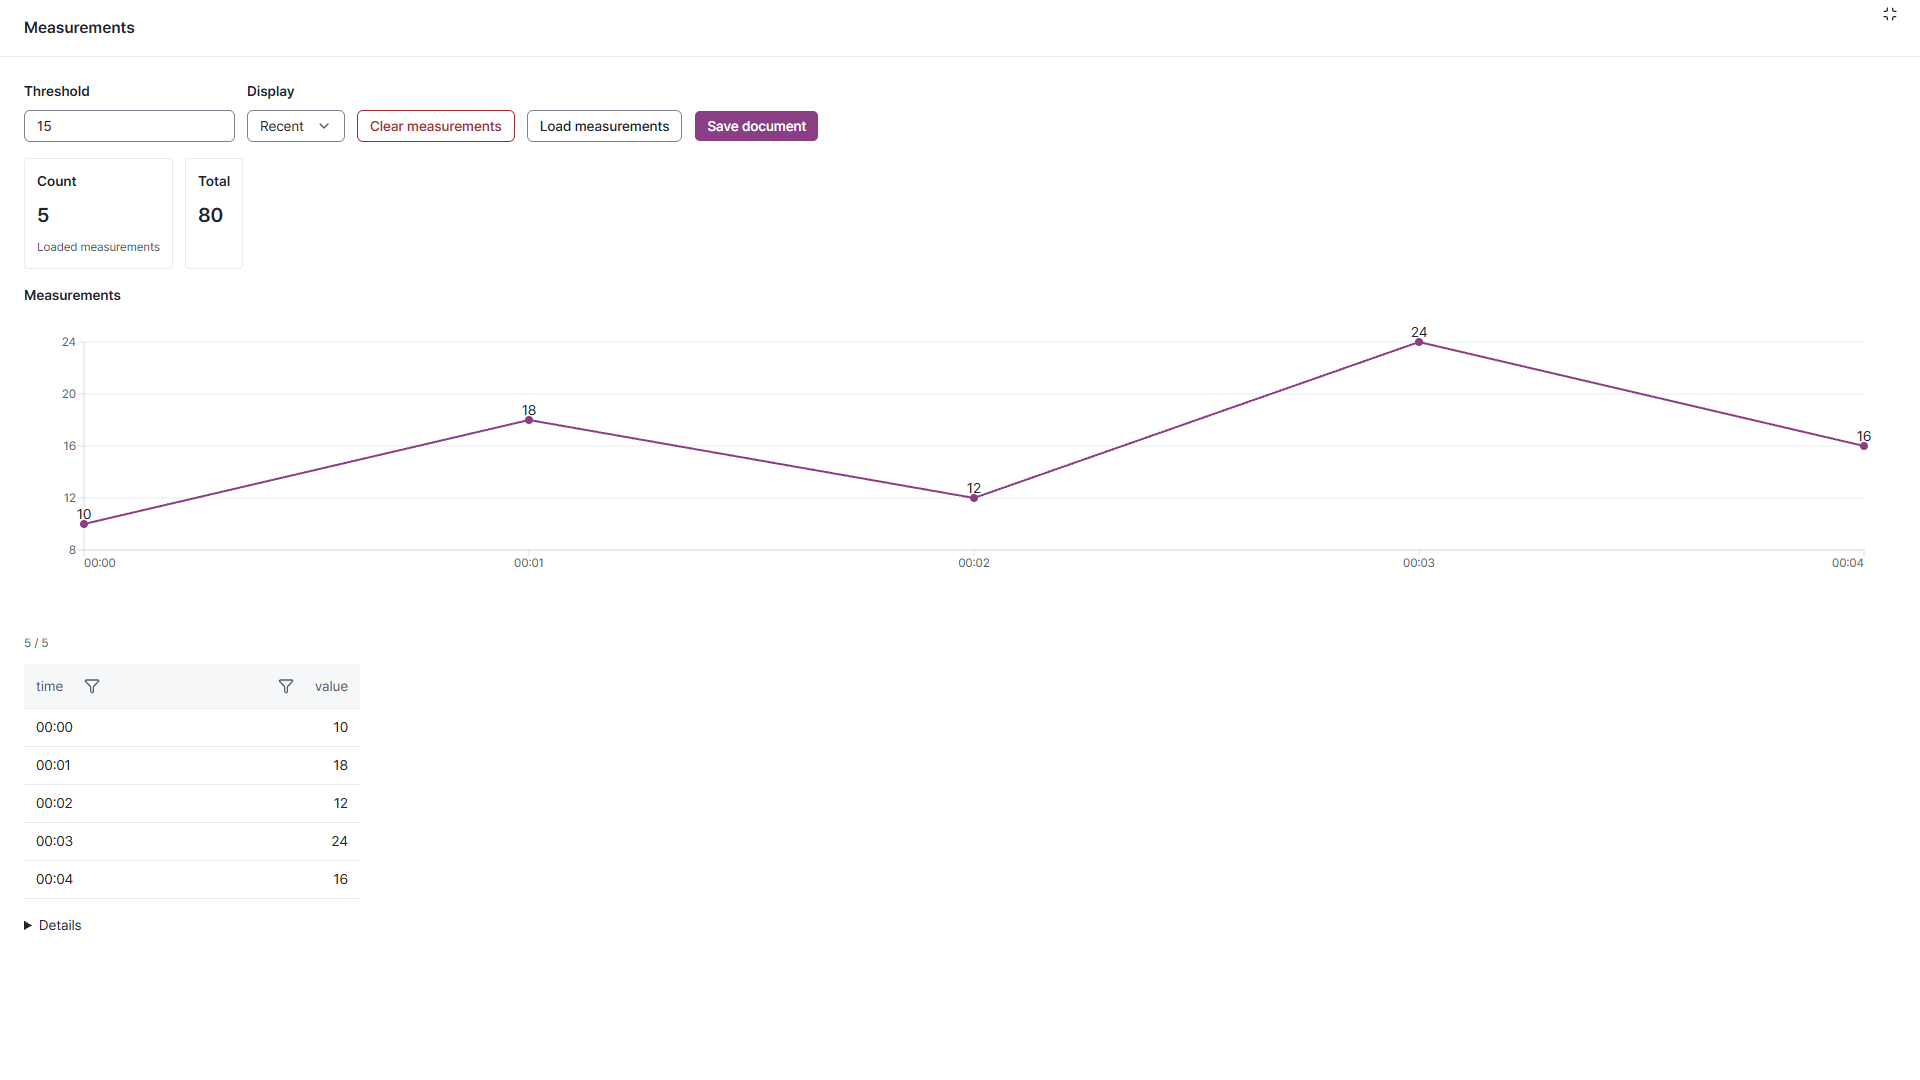 Measurements
Threshold
Display
15
Recent
Clear measurements
Load measurements
Save document
Count
5
Loaded measurements
Total
80
Measurements
24
20
16
12
8
10
18
12
24
16
00:00
00:01
00:02
00:03
00:04
5 / 5
time value
00:00 10
00:01 18
00:02 12
00:03 24
00:04 16
Details